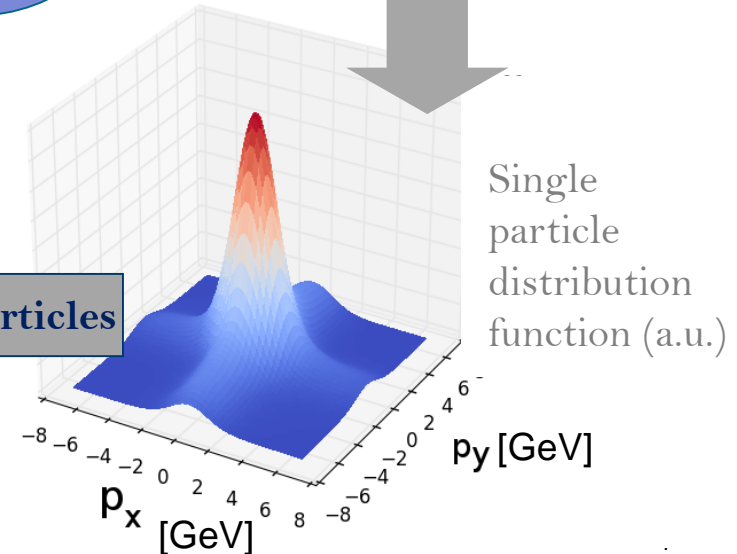 Single
particle
distribution
function (a.u.)
rticles
−8 −6 −4 −2 0 2 4 6 8
px
[GeV]
−8 −6 −4 −2 0 2 4 6
py [GeV]